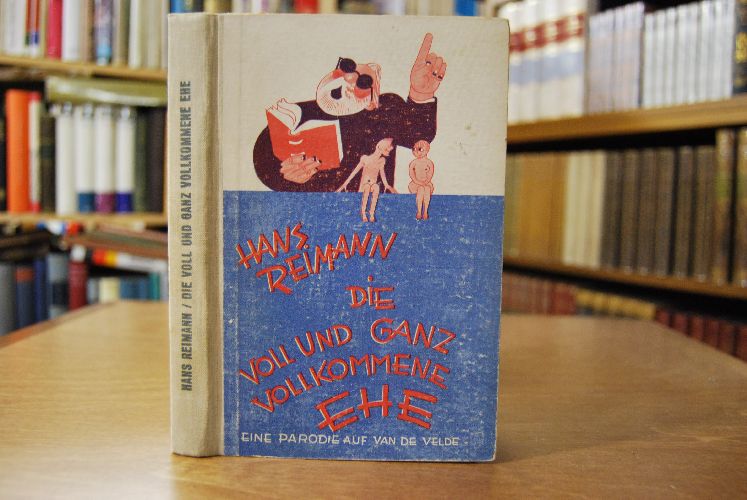 HANS REIMANN / DIE VOLL UND GANZ VOLLKOMMENE EHE
HANS
REIMANN
DIE
VOLL UND GANZ
VOLLKOMMENE
EHE
EINE PARODIE AUF VAN DE VELDE